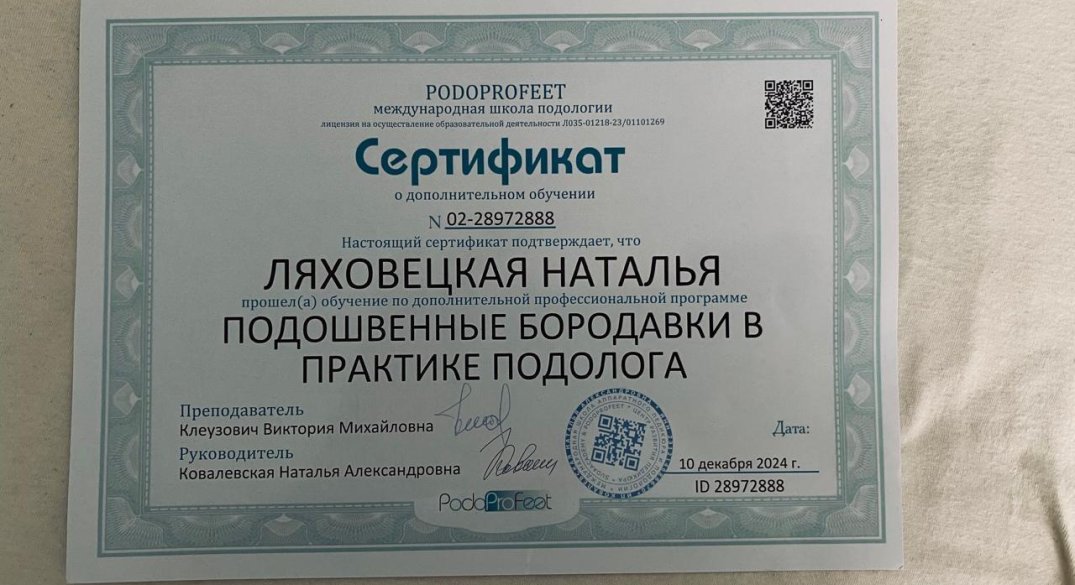 PODOPROFEET
международная школа подологии
лицензия на осуществление образовательной деятельности Л035-01218-23/01101269
Сертификат
о дополнительном обучении
N 02-28972888
Настоящий сертификат подтверждает, что
ЛЯХОВЕЦКАЯ НАТАЛЬЯ
прошел(а) обучение по дополнительной профессиональной программе
ПОДОШВЕННЫЕ БОРОДАВКИ В
ПРАКТИКЕ ПОДОЛОГА
Преподаватель
Клеузович Виктория Михайловна
Руководитель
Ковалевская Наталья Александровна
Дата:
10 декабря 2024 г.
ID 28972888
PodoProFeet